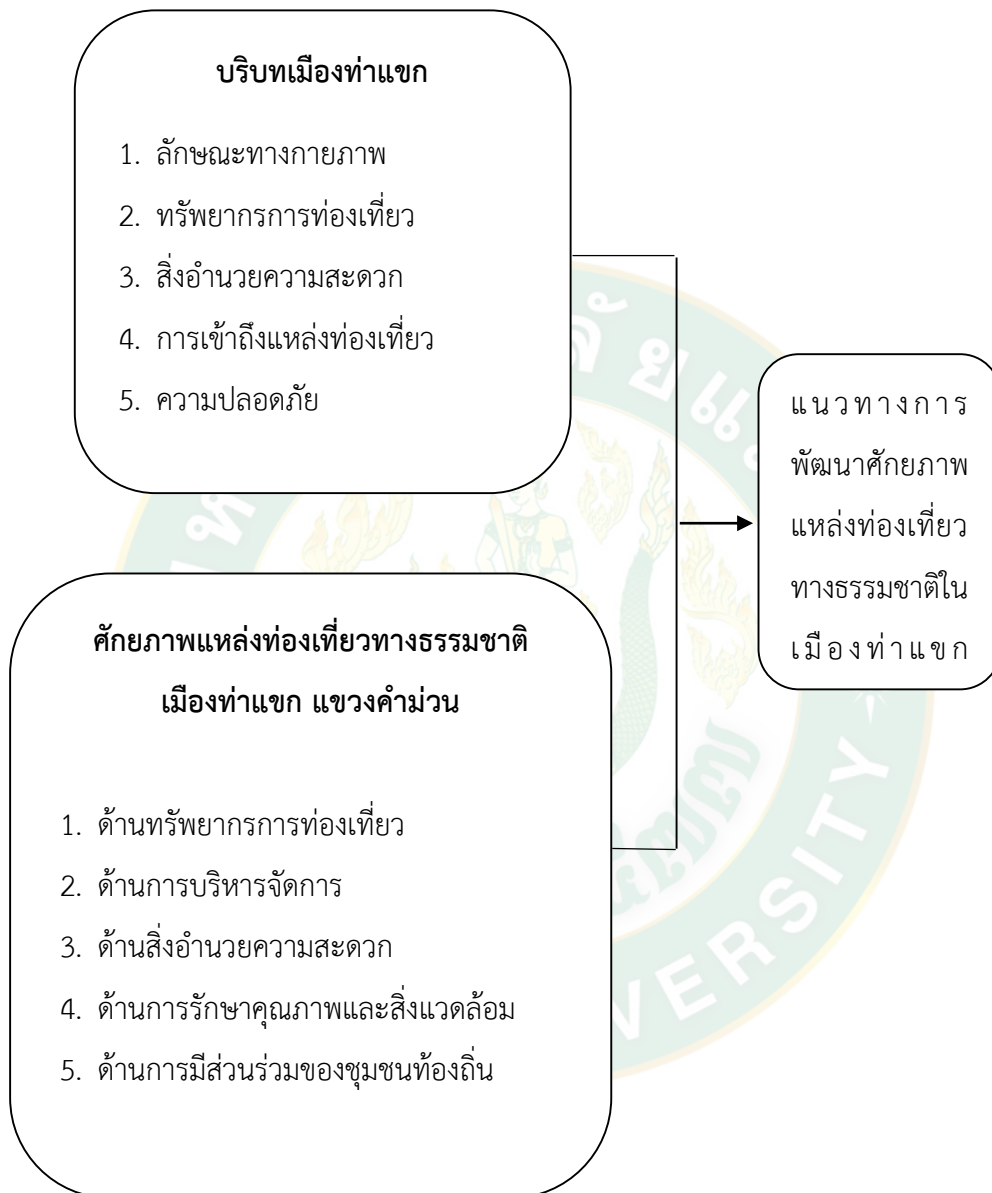 บริบทเมืองท่าแขก
1. ลักษณะทางกายภาพ
2. ทรัพยากรการท่องเที่ยว
3. สิ่งอำนวยความสะดวก
4. การเข้าถึงแหล่งท่องเที่ยว
5. ความปลอดภัย
ศักยภาพแหล่งท่องเที่ยวทางธรรมชาติ
เมืองท่าแขก แขวงคำม่วน
1. ด้านทรัพยากรการท่องเที่ยว
2. ด้านการบริหารจัดการ
3. ด้านสิ่งอำนวยความสะดวก
4. ด้านการรักษาคุณภาพและสิ่งแวดล้อม
5. ด้านการมีส่วนร่วมของชุมชนท้องถิ่น
แนวทางการ
พัฒนาศักยภาพ
แหล่งท่องเที่ยว
ทางธรรมชาติใน
เมืองท่าแขก